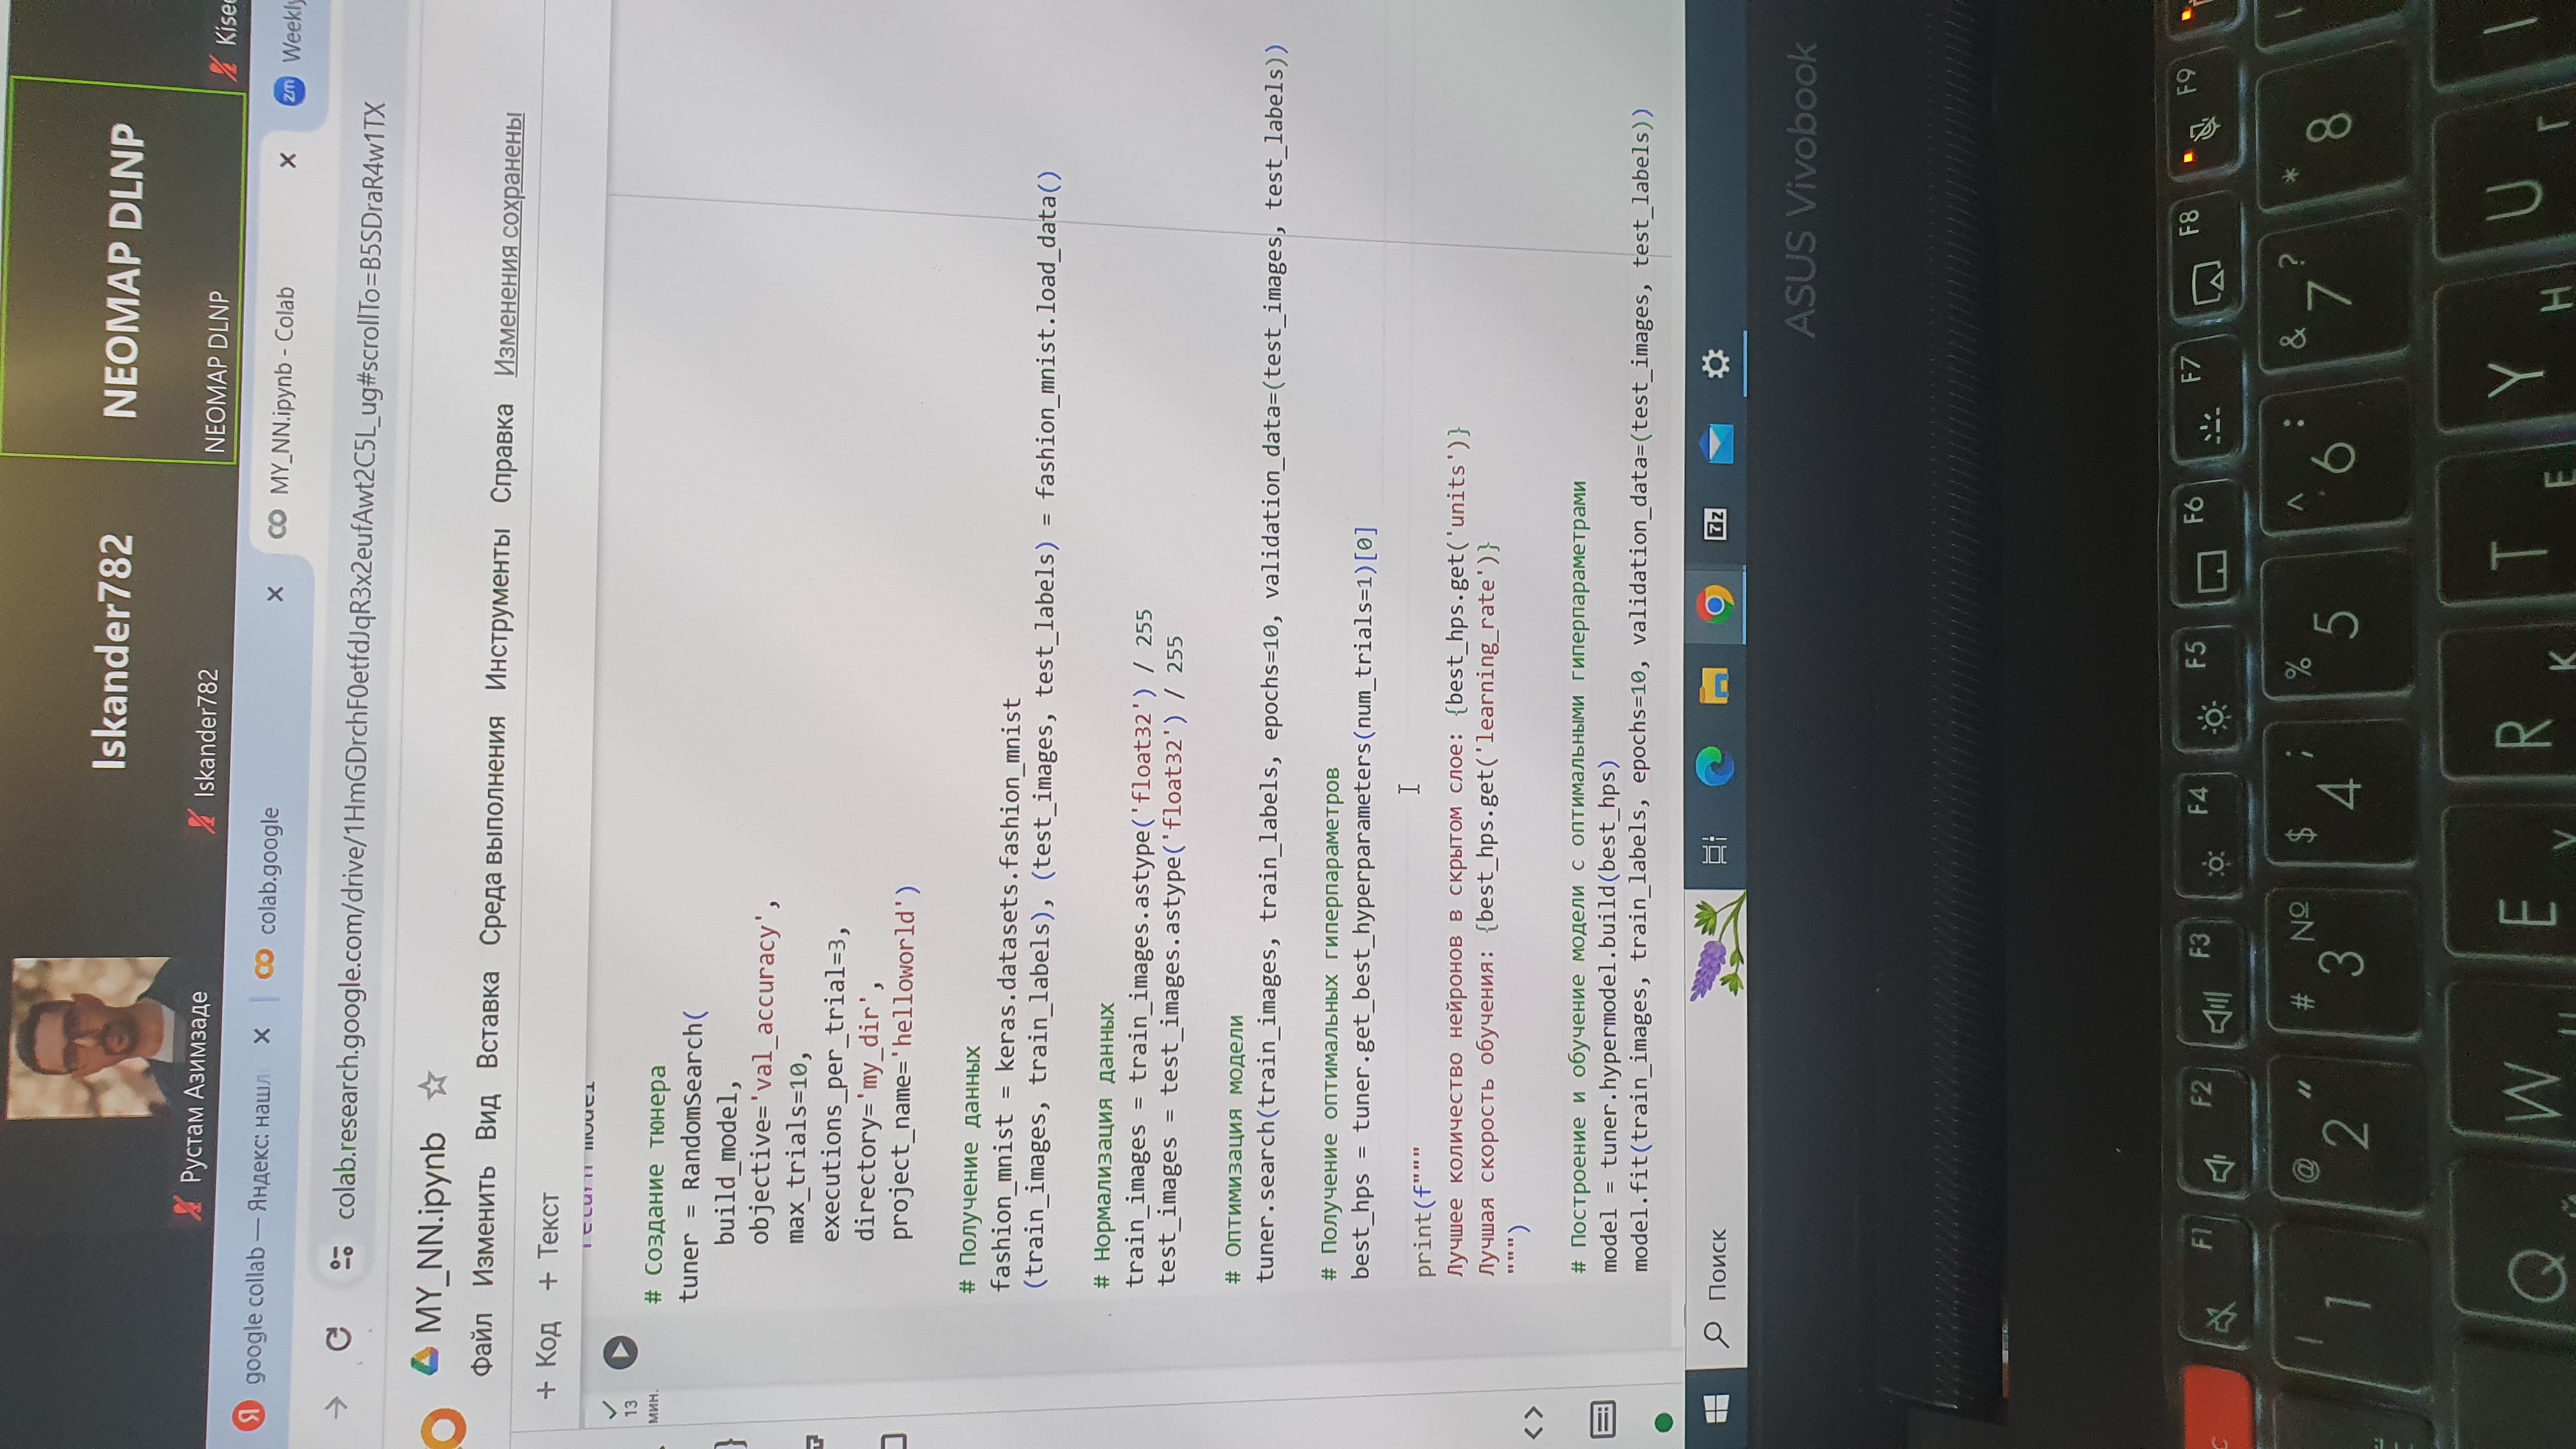 Iskander782
NEOMAP DLNP
Рустам Азимзаде
Iskander782
NEOMAP DLNP
google collab — Яндекс: нашл
colab.google
MY_NN.ipynb - Colab
zm
Weekly
colab.research.google.com/drive/1HmGDrchF0etfdJqR3x2eufAwt2C5L_ug#scrollTo=B5SDraR4w1TX
MY_NN.ipynb
Файл Изменить Вид Вставка Среда выполнения Инструменты Справка Изменения сохранены
+ Код + Текст
return model
13
мин.
# Создание тюнера
tuner = RandomSearch(
    build_model,
    objective='val_accuracy',
    max_trials=10,
    executions_per_trial=3,
    directory='my_dir',
    project_name='helloworld')
# Получение данных
fashion_mnist = keras.datasets.fashion_mnist
(train_images, train_labels), (test_images, test_labels) = fashion_mnist.load_data()
# Нормализация данных
train_images = train_images.astype('float32') / 255
test_images = test_images.astype('float32') / 255
# Оптимизация модели
tuner.search(train_images, train_labels, epochs=10, validation_data=(test_images, test_labels))
# Получение оптимальных гиперпараметров
best_hps = tuner.get_best_hyperparameters(num_trials=1)[0]
print(f"""
Лучшее количество нейронов в скрытом слое: {best_hps.get('units')}
Лучшая скорость обучения: {best_hps.get('learning_rate')}
""")
# Построение и обучение модели с оптимальными гиперпараметрами
model = tuner.hypermodel.build(best_hps)
model.fit(train_images, train_labels, epochs=10, validation_data=(test_images, test_labels))
Поиск
7z
ASUS Vivobook
F1 F2 F3 F4 F5 F6 F7 F8 F9
! 1 @ " 2 # № 3 $ ; 4 % 5 ^ : 6 & ? 7 * 8
Q W E R T Y U I
У К Е Н Г